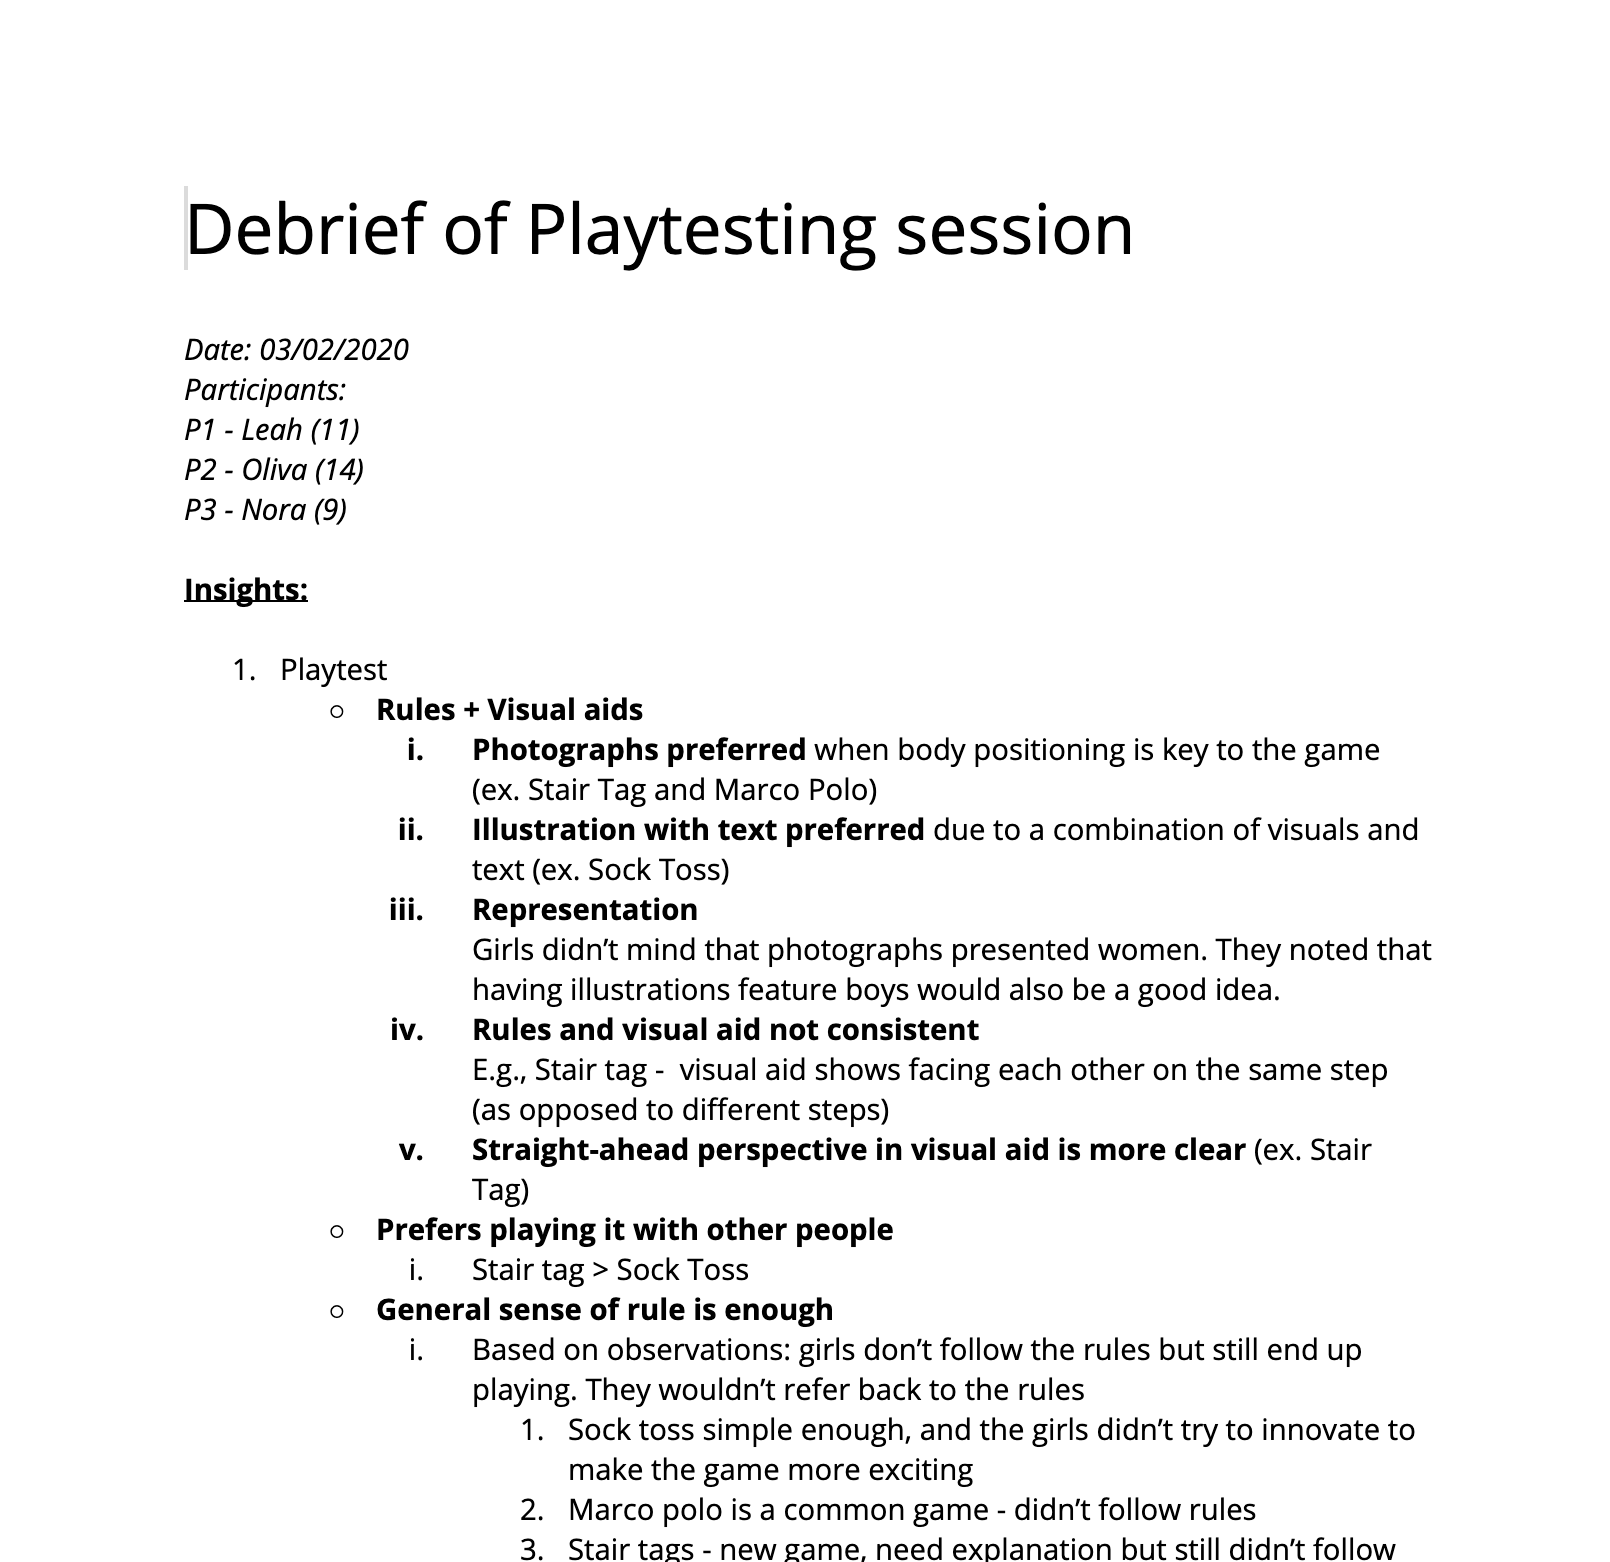 Debrief of Playtesting session
Date: 03/02/2020
Participants:
P1 - Leah (11)
P2 - Oliva (14)
P3 - Nora (9)
Insights:
1. Playtest
○ Rules + Visual aids
i. Photographs preferred when body positioning is key to the game
(ex. Stair Tag and Marco Polo)
ii. Illustration with text preferred due to a combination of visuals and
text (ex. Sock Toss)
iii. Representation
Girls didn’t mind that photographs presented women. They noted that
having illustrations feature boys would also be a good idea.
iv. Rules and visual aid not consistent
E.g., Stair tag -  visual aid shows facing each other on the same step
(as opposed to different steps)
v. Straight-ahead perspective in visual aid is more clear (ex. Stair
Tag)
○ Prefers playing it with other people
i. Stair tag > Sock Toss
○ General sense of rule is enough
i. Based on observations: girls don’t follow the rules but still end up
playing. They wouldn’t refer back to the rules
1. Sock toss simple enough, and the girls didn’t try to innovate to
make the game more exciting
2. Marco polo is a common game - didn’t follow rules
3. Stair tags - new game, need explanation but still didn’t follow